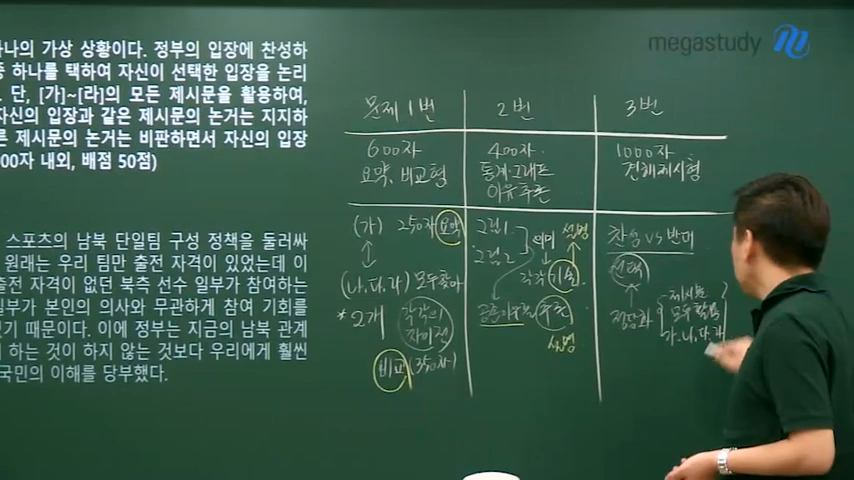 megastudy
하나의 가상 상황이다. 정부의 입장에 찬성하
중 하나를 택하여 자신이 선택한 입장을 논리
단, [가]~[라]의 모든 제시문을 활용하여,
자신의 입장과 같은 제시문의 논거는 지지하
른 제시문의 논거는 비판하면서 자신의 입장
000자 내외, 배점 50점)
스포츠의 남북 단일팀 구성 정책을 둘러싸
원래는 우리 팀만 출전 자격이 있었는데 이
출전 자격이 없던 북측 선수 일부가 참여하는
일부가 본인의 의사와 무관하게 참여 기회를
기 때문이다. 이에 정부는 지금의 남북 관계
하는 것이 하지 않는 것보다 우리에게 훨씬
국민의 이해를 당부했다.
문제 1번
2번
3번
600자
요약, 비교형
400자
통계·그래프
이유 추론
1000자
견해제시형
(가) 250자 요약
(나, 다, 라) 모두 찾아
* 2개
각각의
차이점
비교 (350자)
그림 1
그림 2
의미
설명
각각 기술
추론
설명
찬성 vs 반대
선택
정당화
제시문
모두 활용
가, 나, 다, 라